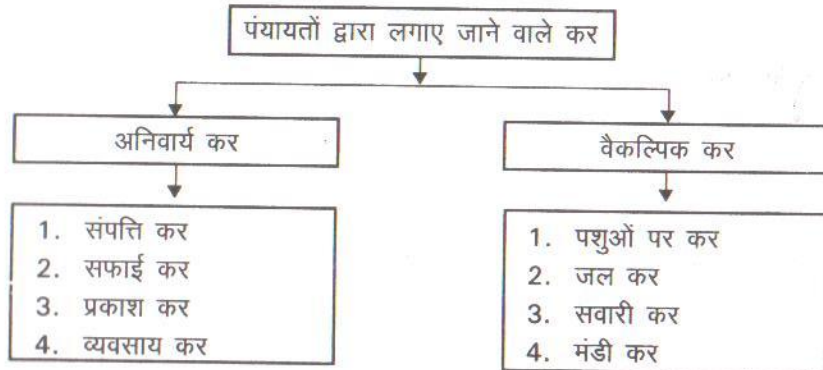 पंयायतों द्वारा लगाए जाने वाले कर
अनिवार्य कर
1. संपत्ति कर
2. सफाई कर
3. प्रकाश कर
4. व्यवसाय कर
वैकल्पिक कर
1. पशुओं पर कर
2. जल कर
3. सवारी कर
4. मंडी कर